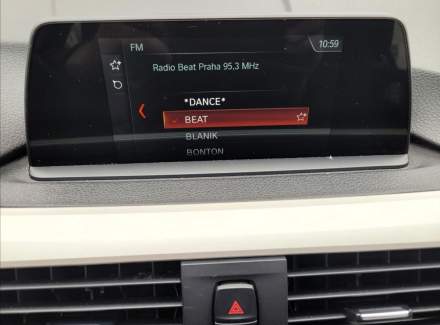 FM 10:59
Radio Beat Praha 95,3 MHz
*DANCE*
BEAT
BLANIK
BONTON